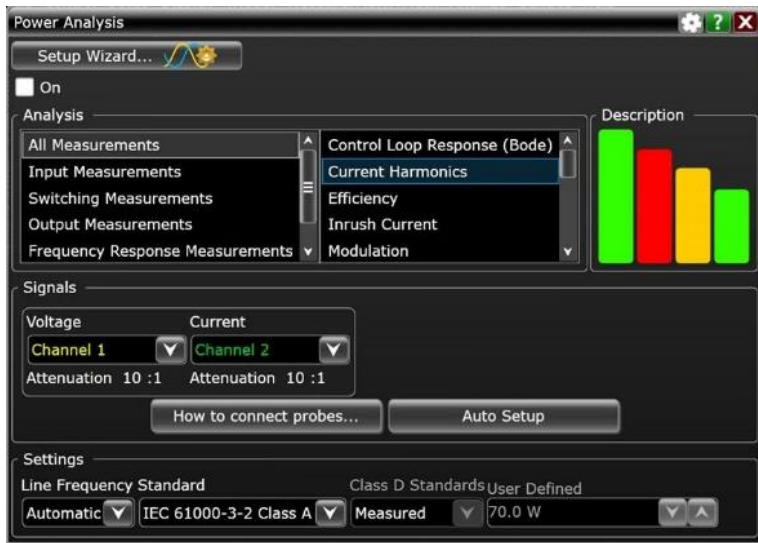 Power Analysis
?
X
Setup Wizard...
On
Analysis
Description
All Measurements
Input Measurements
Switching Measurements
Output Measurements
Frequency Response Measurements
Control Loop Response (Bode)
Current Harmonics
Efficiency
Inrush Current
Modulation
Signals
Voltage Current
Channel 1 Channel 2
Attenuation 10 :1 Attenuation 10 :1
How to connect probes... Auto Setup
Settings
Line Frequency Standard Class D Standards User Defined
Automatic IEC 61000-3-2 Class A Measured 70.0 W